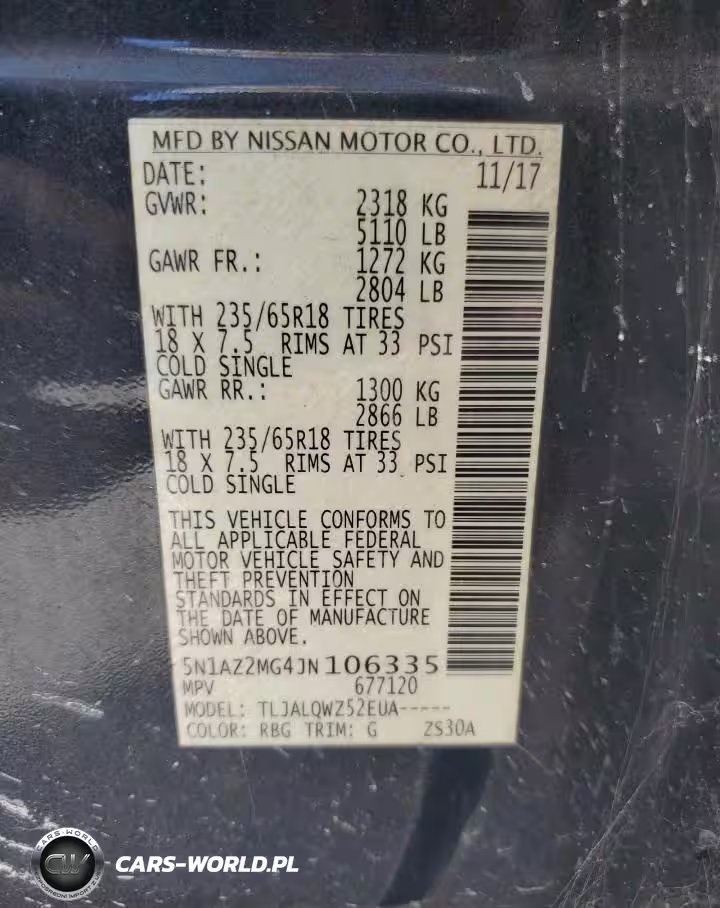 MFD BY NISSAN MOTOR CO., LTD.
DATE: 11/17
GVWR: 2318 KG
5110 LB
GAWR FR.: 1272 KG
2804 LB
WITH 235/65R18 TIRES
18 X 7.5 RIMS AT 33 PSI
COLD SINGLE
GAWR RR.: 1300 KG
2866 LB
WITH 235/65R18 TIRES
18 X 7.5 RIMS AT 33 PSI
COLD SINGLE
THIS VEHICLE CONFORMS TO
ALL APPLICABLE FEDERAL
MOTOR VEHICLE SAFETY AND
THEFT PREVENTION
STANDARDS IN EFFECT ON
THE DATE OF MANUFACTURE
SHOWN ABOVE.
5N1AZ2MG4JN106335
MPV 677120
MODEL: TLJALQWZ52EUA-----
COLOR: RBG TRIM: G ZS30A
CARS-WORLD
CW
CARS-WORLD.PL